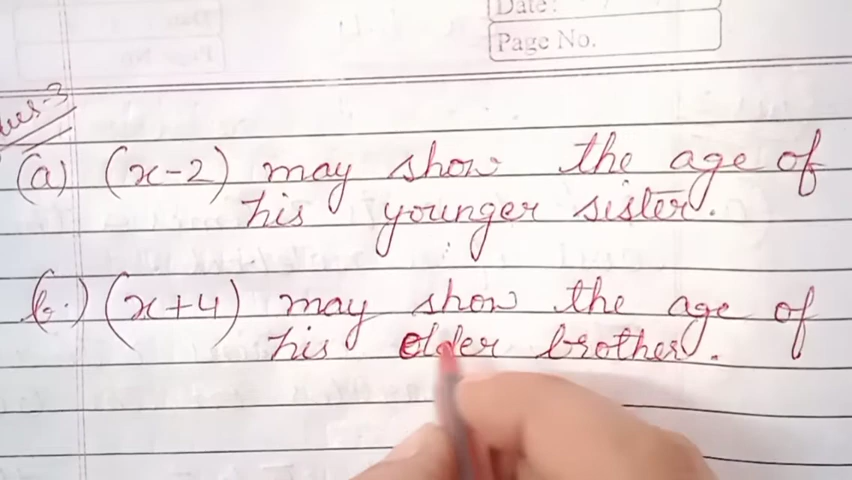 Date:
Page No.
Ques-3
(a) (x-2) may show the age of
his younger sister.
b.) (x+4) may show the age of
his elder brother.